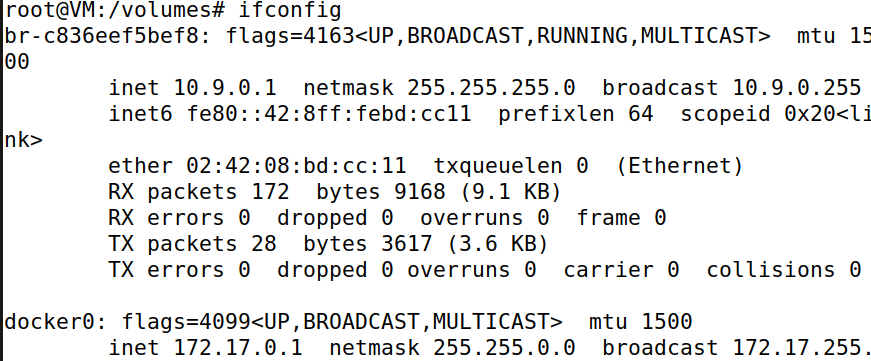 root@VM:/volumes# ifconfig
br-c836eef5bef8: flags=4163<UP,BROADCAST,RUNNING,MULTICAST>  mtu 15
00
        inet 10.9.0.1  netmask 255.255.255.0  broadcast 10.9.0.255
        inet6 fe80::42:8ff:febd:cc11  prefixlen 64  scopeid 0x20<li
nk>
        ether 02:42:08:bd:cc:11  txqueuelen 0  (Ethernet)
        RX packets 172  bytes 9168 (9.1 KB)
        RX errors 0  dropped 0  overruns 0  frame 0
        TX packets 28  bytes 3617 (3.6 KB)
        TX errors 0  dropped 0 overruns 0  carrier 0  collisions 0

docker0: flags=4099<UP,BROADCAST,MULTICAST>  mtu 1500
        inet 172.17.0.1  netmask 255.255.0.0  broadcast 172.17.255.